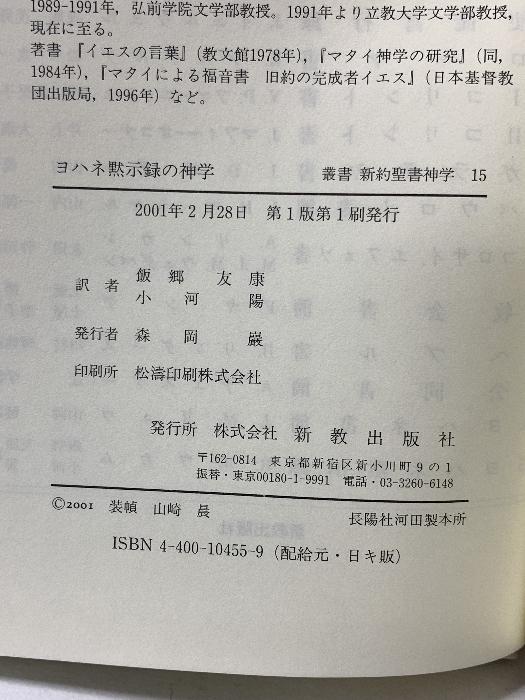 1989-1991年，弘前学院文学部教授。1991年より立教大学文学部教授，
現在に至る。
著書 『イエスの言葉』（教文館1978年），『マタイ神学の研究』（同，
1984年），『マタイによる福音書　旧約の完成者イエス』（日本基督教
団出版局，1996年）など。
ヨハネ黙示録の神学　叢書 新約聖書神学 15
2001年2月28日　第1版第1刷発行
訳者　飯郷友康
小河陽
発行者　森岡巌
印刷所　松濤印刷株式会社
発行所　株式会社 新教出版社
〒162-0814　東京都新宿区新小川町9の1
振替・東京00180-1-9991　電話・03-3260-6148
©2001　装幀　山崎 晨　長陽社河田製本所
ISBN 4-400-10455-9（配給元・日キ販）